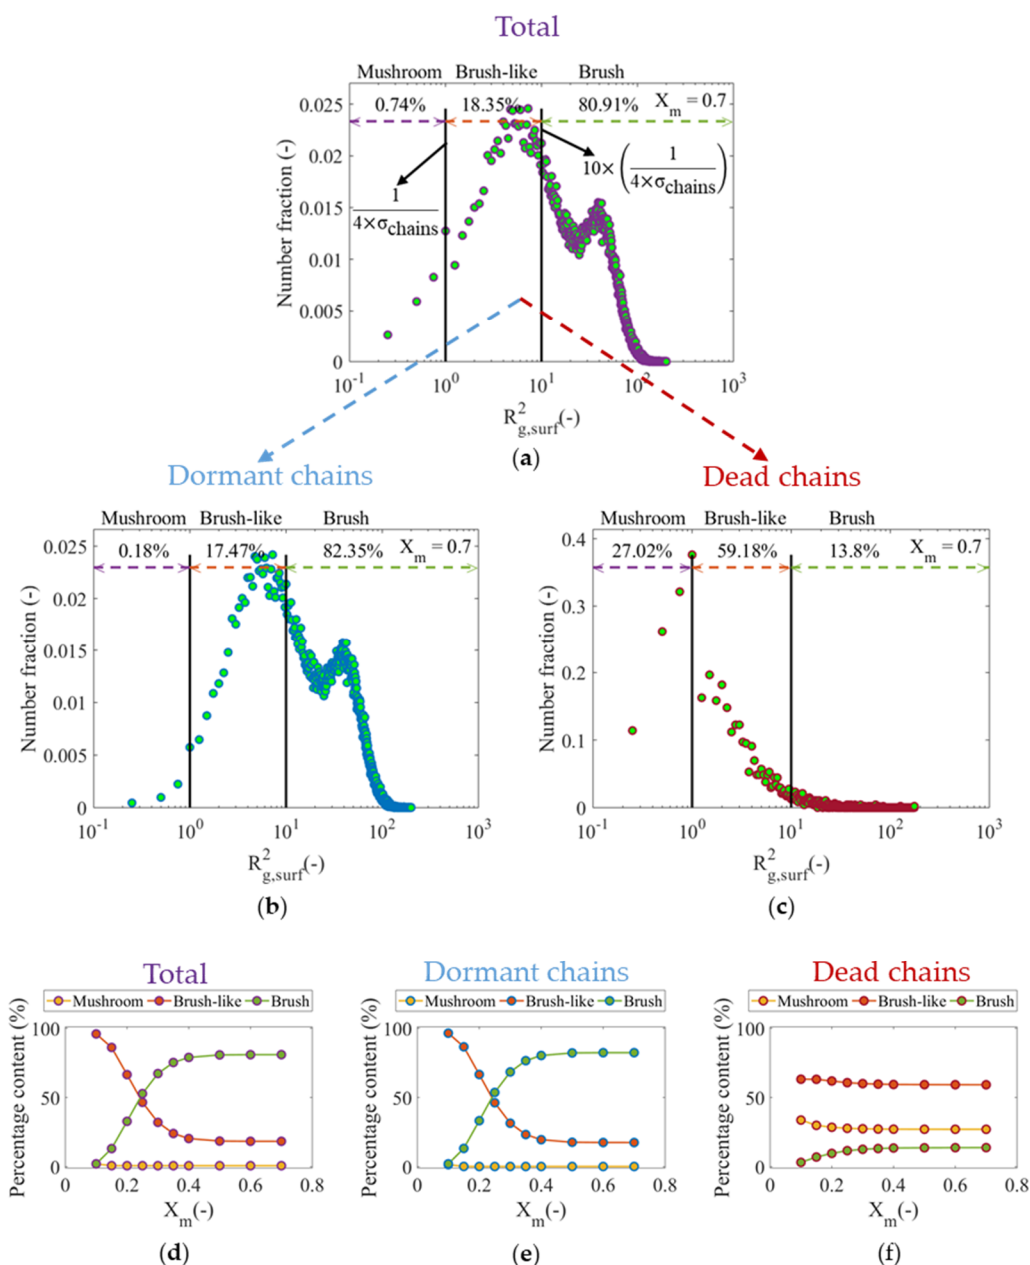 Total
Mushroom Brush-like Brush
0.74% 18.35% 80.91% X_m = 0.7
1 / 4×σ_chains
10× ( 1 / 4×σ_chains )
Number fraction (-)
0.025
0.02
0.015
0.01
0.005
0
10^-1 10^0 10^1 10^2 10^3
R^2_g,surf(-)
(a)
Dormant chains
Mushroom Brush-like Brush
0.18% 17.47% 82.35% X_m = 0.7
Number fraction (-)
0.025
0.02
0.015
0.01
0.005
0
10^-1 10^0 10^1 10^2 10^3
R^2_g,surf(-)
(b)
Dead chains
Mushroom Brush-like Brush
27.02% 59.18% 13.8% X_m = 0.7
Number fraction (-)
0.4
0.3
0.2
0.1
0
10^-1 10^0 10^1 10^2 10^3
R^2_g,surf(-)
(c)
Total
Mushroom Brush-like Brush
Percentage content (%)
100
50
0
0 0.2 0.4 0.6 0.8
X_m(-)
(d)
Dormant chains
Mushroom Brush-like Brush
Percentage content (%)
100
50
0
0 0.2 0.4 0.6 0.8
X_m(-)
(e)
Dead chains
Mushroom Brush-like Brush
Percentage content (%)
100
50
0
0 0.2 0.4 0.6 0.8
X_m(-)
(f)